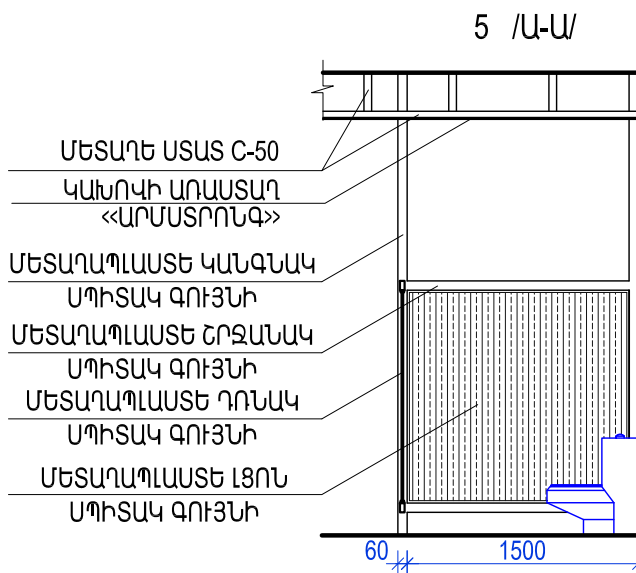 5 /Ա-Ա/
ՄԵՏԱՂԵ ՍՏԱՏ C-50
ԿԱԽՈՎԻ ԱՌԱՍՏԱՂ
«ԱՐՄՍՏՐՈՆԳ»
ՄԵՏԱՂԱՊԼԱՍՏԵ ԿԱՆԳՆԱԿ
ՍՊԻՏԱԿ ԳՈՒՅՆԻ
ՄԵՏԱՂԱՊԼԱՍՏԵ ՇՐՋԱՆԱԿ
ՍՊԻՏԱԿ ԳՈՒՅՆԻ
ՄԵՏԱՂԱՊԼԱՍՏԵ ԴՌՆԱԿ
ՍՊԻՏԱԿ ԳՈՒՅՆԻ
ՄԵՏԱՂԱՊԼԱՍՏԵ ԼՑՈՆ
ՍՊԻՏԱԿ ԳՈՒՅՆԻ
60 1500